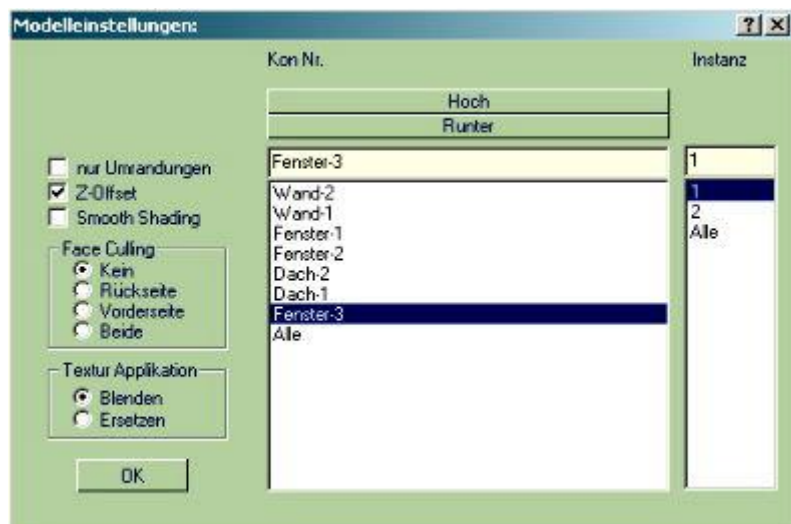 Modelleinstellungen:
Kon Nr.
Instanz
Hoch
Runter
nur Umrandungen
Z-Offset
Smooth Shading
Face Culling
Kein
Rückseite
Vorderseite
Beide
Textur Applikation
Blenden
Ersetzen
OK
Fenster-3
Wand-2
Wand-1
Fenster-1
Fenster-2
Dach-2
Dach-1
Fenster-3
Alle
1
1
2
Alle